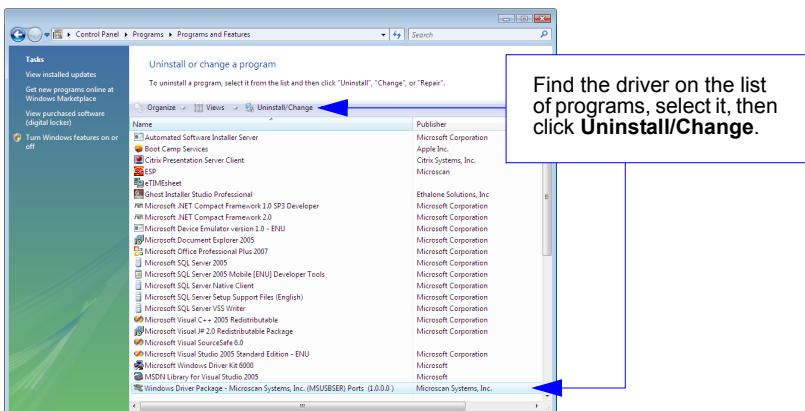 Control Panel ▸ Programs ▸ Programs and Features
Search
Tasks
View installed updates
Get new programs online at
Windows Marketplace
View purchased software
(digital locker)
Turn Windows features on or
off
Uninstall or change a program
To uninstall a program, select it from the list and then click "Uninstall", "Change", or "Repair".
Organize Views Uninstall/Change
Name Publisher
Automated Software Installer Server Microsoft Corporation
Boot Camp Services Apple Inc.
Citrix Presentation Server Client Citrix Systems, Inc.
ESP Microscan
eTIMEsheet
Ghost Installer Studio Professional Ethalone Solutions, Inc
Microsoft .NET Compact Framework 1.0 SP3 Developer Microsoft Corporation
Microsoft .NET Compact Framework 2.0 Microsoft Corporation
Microsoft Device Emulator version 1.0 - ENU Microsoft Corporation
Microsoft Document Explorer 2005 Microsoft Corporation
Microsoft Office Professional Plus 2007 Microsoft Corporation
Microsoft SQL Server 2005 Microsoft Corporation
Microsoft SQL Server 2005 Mobile [ENU] Developer Tools Microsoft Corporation
Microsoft SQL Server Native Client Microsoft Corporation
Microsoft SQL Server Setup Support Files (English) Microsoft Corporation
Microsoft SQL Server VSS Writer Microsoft Corporation
Microsoft Visual C++ 2005 Redistributable Microsoft Corporation
Microsoft Visual J# 2.0 Redistributable Package Microsoft Corporation
Microsoft Visual SourceSafe 6.0
Microsoft Visual Studio 2005 Standard Edition - ENU Microsoft Corporation
Microsoft Windows Driver Kit 6000 Microsoft
MSDN Library for Visual Studio 2005 Microsoft
Windows Driver Package - Microscan Systems, Inc. (MSUSBSER) Ports (1.0.0.0 ) Microscan Systems, Inc.
Find the driver on the list
of programs, select it, then
click Uninstall/Change.